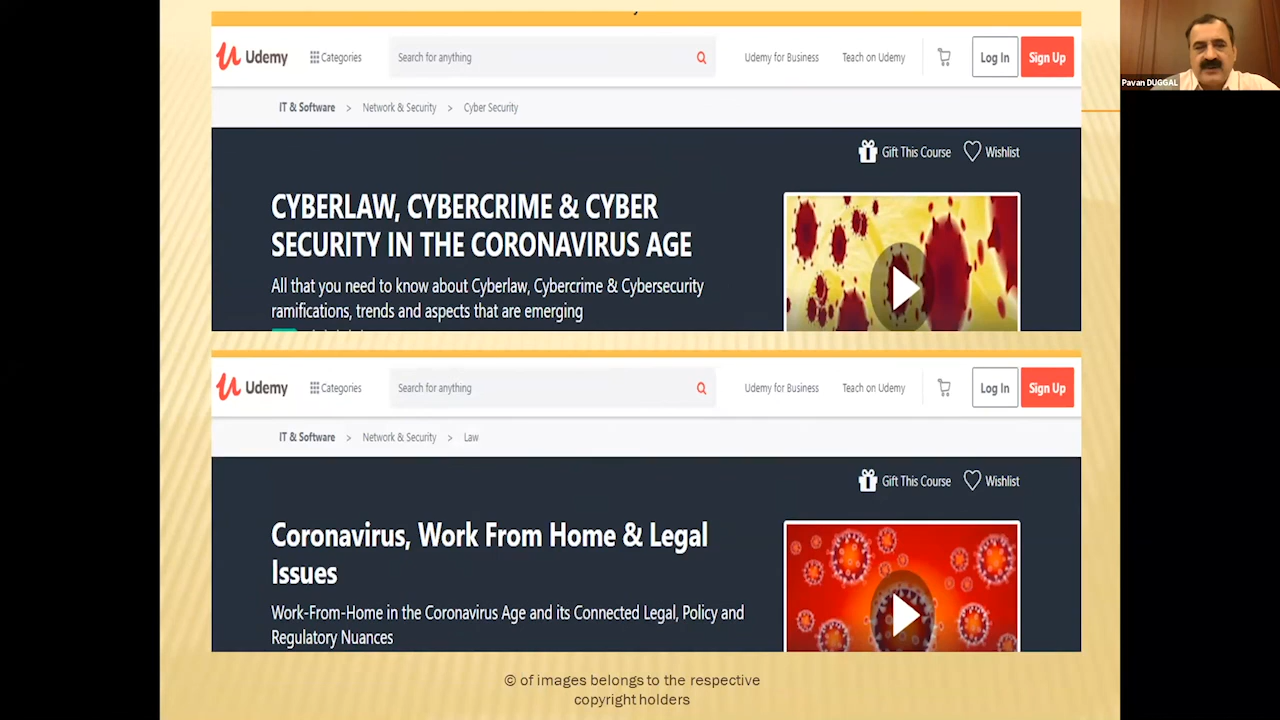 Udemy
Categories
Search for anything
Udemy for Business
Teach on Udemy
Log In
Sign Up
IT & Software > Network & Security > Cyber Security
Gift This Course
Wishlist
CYBERLAW, CYBERCRIME & CYBER
SECURITY IN THE CORONAVIRUS AGE
All that you need to know about Cyberlaw, Cybercrime & Cybersecurity
ramifications, trends and aspects that are emerging
Udemy
Categories
Search for anything
Udemy for Business
Teach on Udemy
Log In
Sign Up
IT & Software > Network & Security > Law
Gift This Course
Wishlist
Coronavirus, Work From Home & Legal
Issues
Work-From-Home in the Coronavirus Age and its Connected Legal, Policy and
Regulatory Nuances
© of images belongs to the respective
copyright holders
Pavan DUGGAL